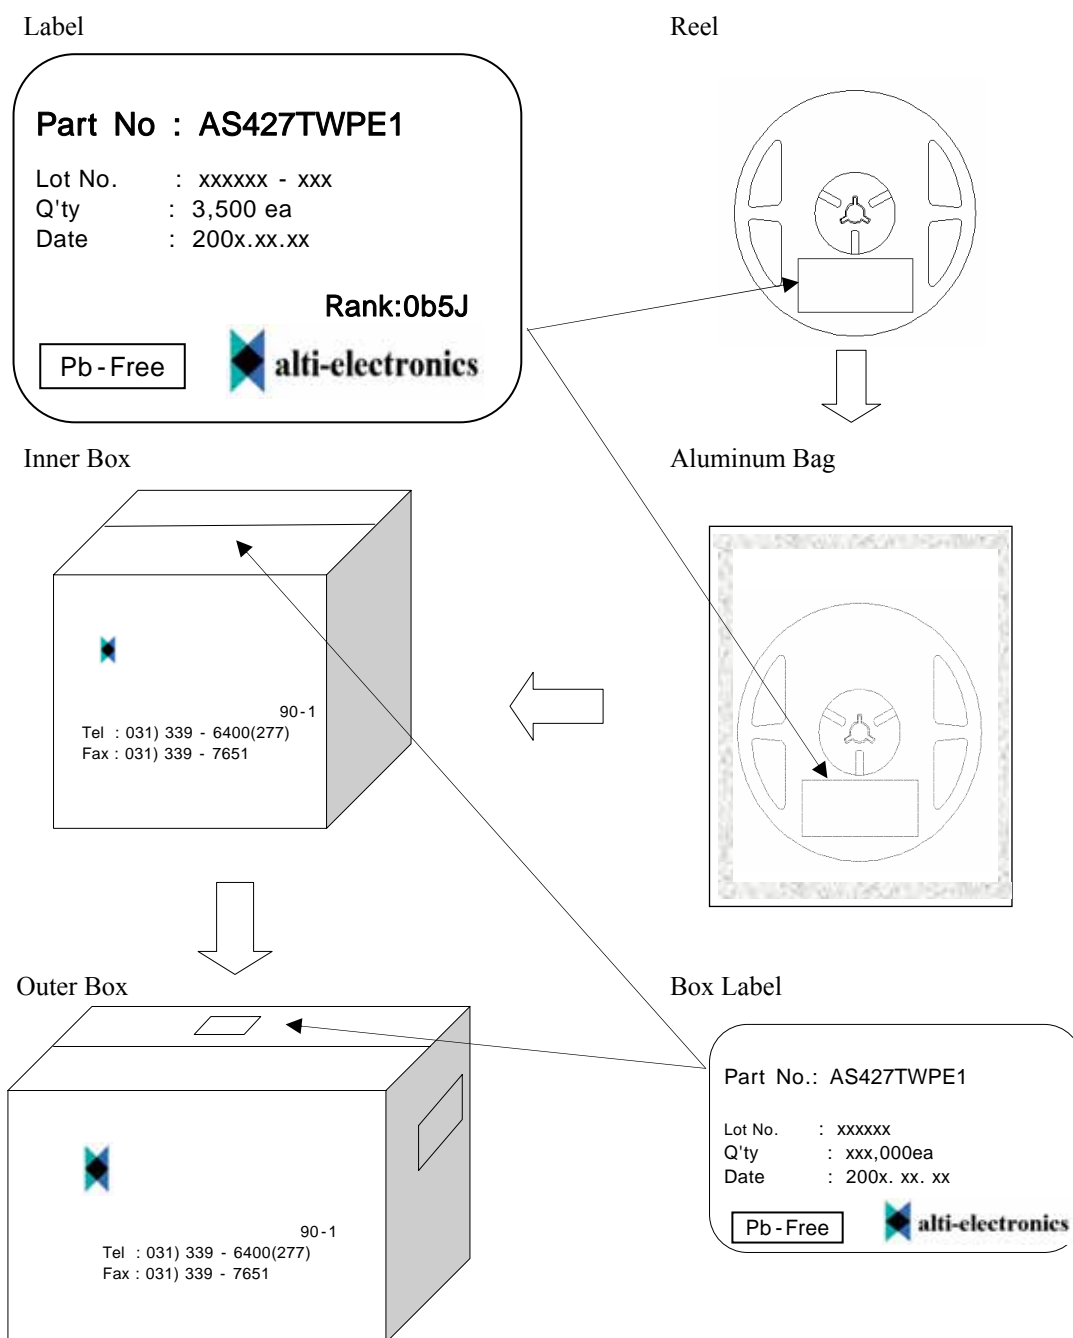 Label
Part No : AS427TWPE1
Lot No. : xxxxxx - xxx
Q'ty : 3,500 ea
Date : 200x.xx.xx
Rank:0b5J
Pb-Free
alti-electronics
Reel
Inner Box
90-1
Tel : 031) 339 - 6400(277)
Fax : 031) 339 - 7651
Aluminum Bag
Outer Box
90-1
Tel : 031) 339 - 6400(277)
Fax : 031) 339 - 7651
Box Label
Part No.: AS427TWPE1
Lot No. : xxxxxx
Q'ty : xxx,000ea
Date : 200x. xx. xx
Pb-Free
alti-electronics